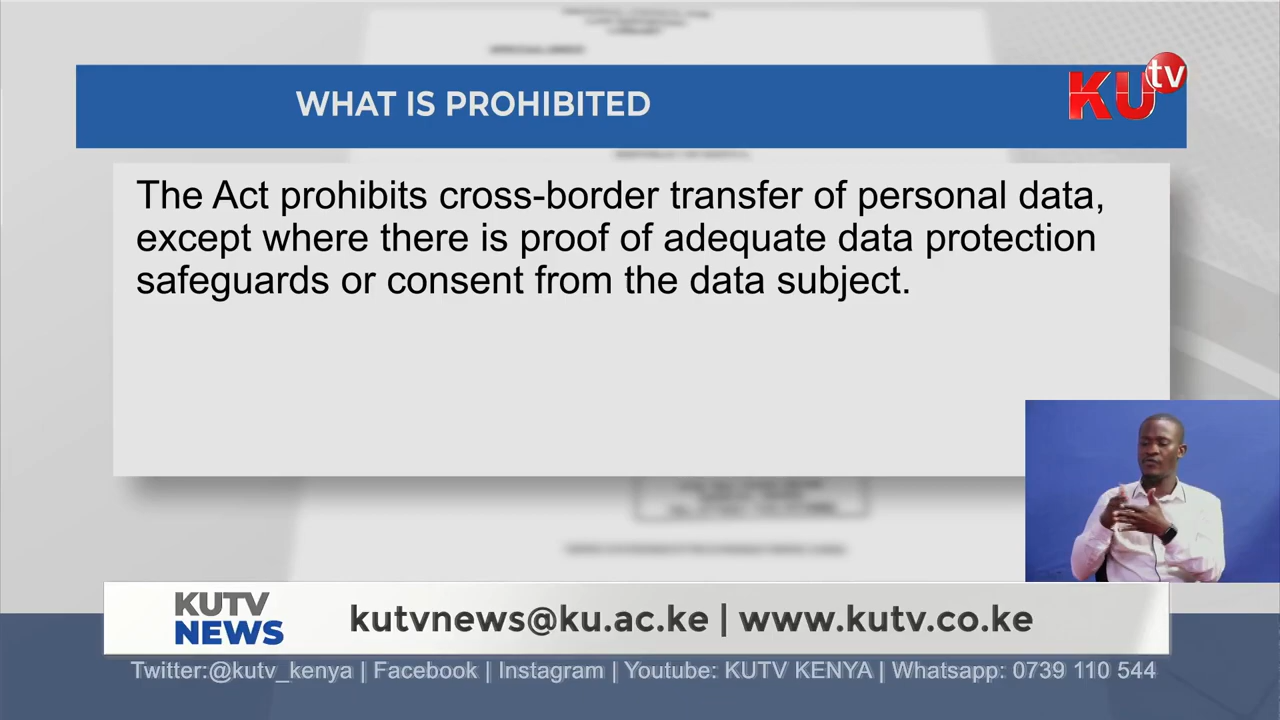 WHAT IS PROHIBITED
KU tv
The Act prohibits cross-border transfer of personal data,
except where there is proof of adequate data protection
safeguards or consent from the data subject.
KUTV
NEWS
kutvnews@ku.ac.ke | www.kutv.co.ke
Twitter:@kutv_kenya | Facebook | Instagram | Youtube: KUTV KENYA | Whatsapp: 0739 110 544